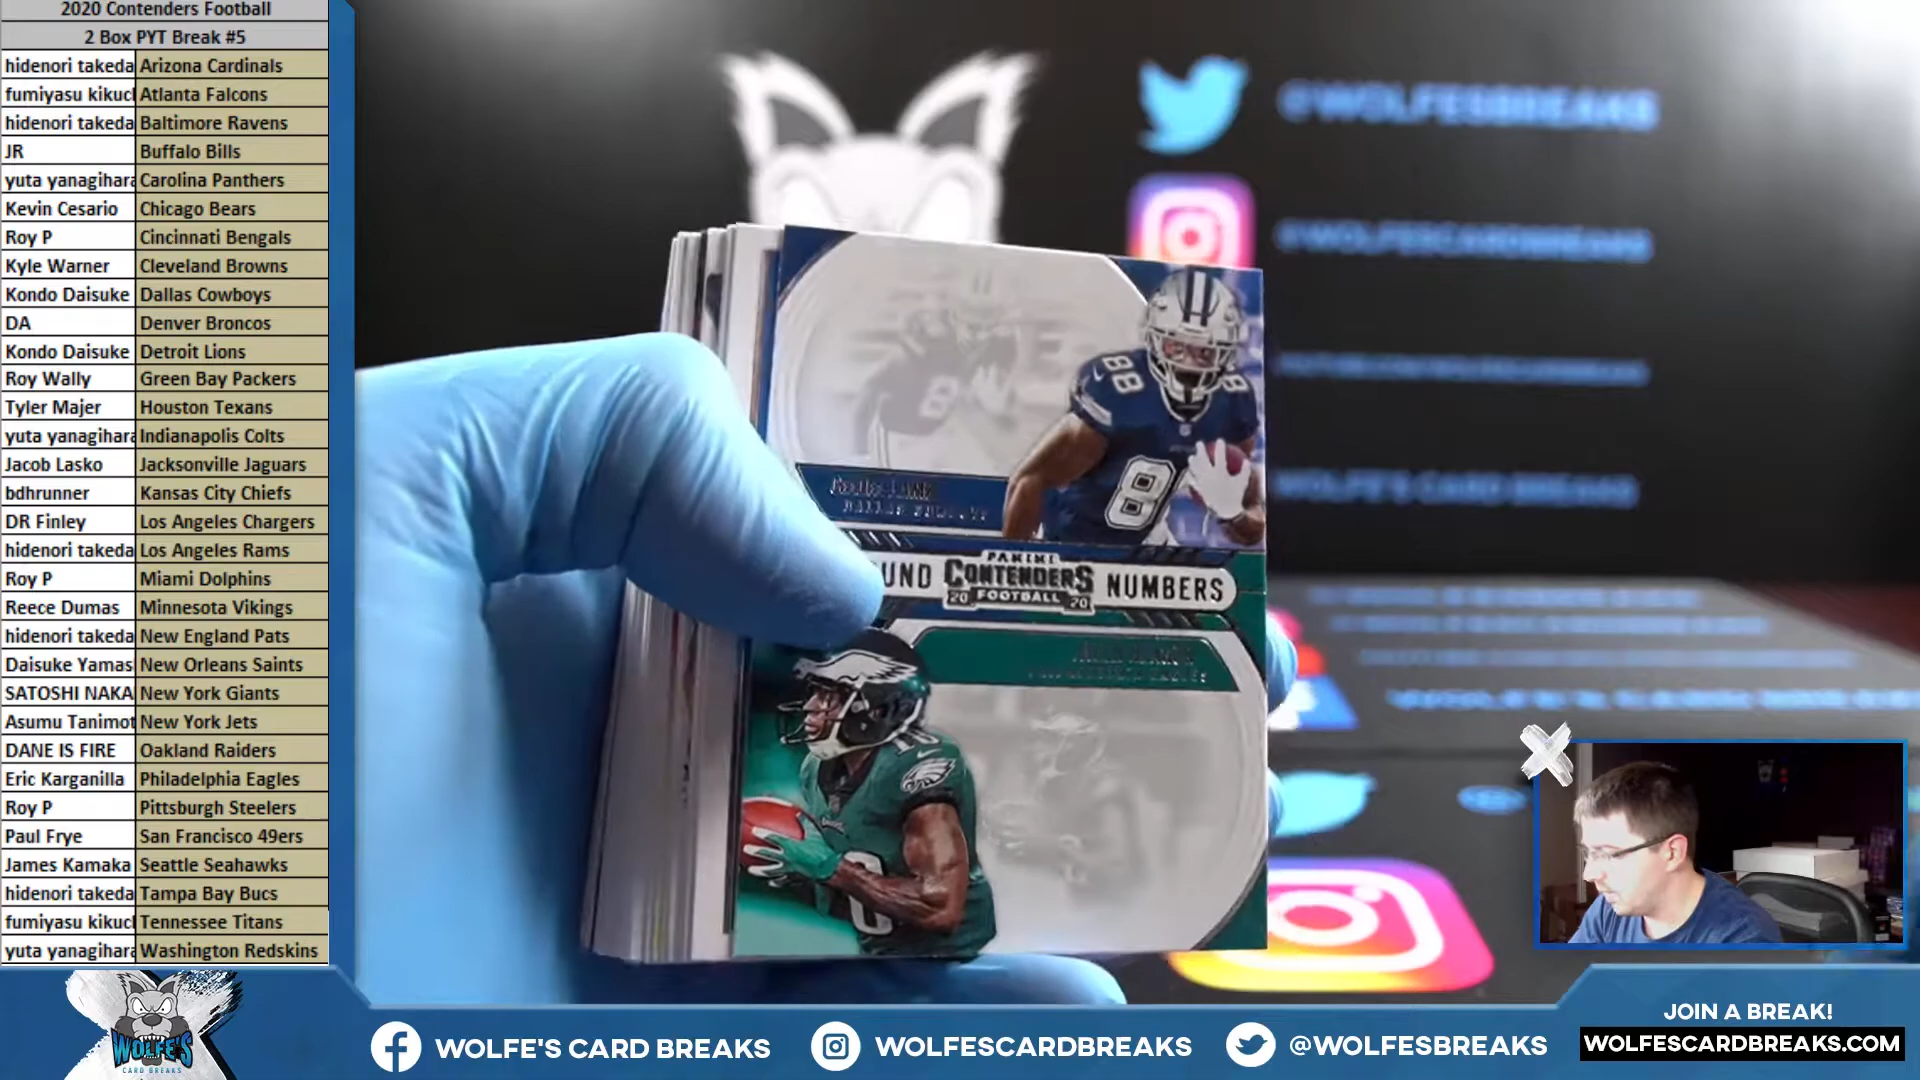 2020 Contenders Football
2 Box PYT Break #5
hidenori takeda Arizona Cardinals
fumiyasu kikuc Atlanta Falcons
hidenori takeda Baltimore Ravens
JR Buffalo Bills
yuta yanagihara Carolina Panthers
Kevin Cesario Chicago Bears
Roy P Cincinnati Bengals
Kyle Warner Cleveland Browns
Kondo Daisuke Dallas Cowboys
DA Denver Broncos
Kondo Daisuke Detroit Lions
Roy Wally Green Bay Packers
Tyler Majer Houston Texans
yuta yanagihara Indianapolis Colts
Jacob Lasko Jacksonville Jaguars
bdhrunner Kansas City Chiefs
DR Finley Los Angeles Chargers
hidenori takeda Los Angeles Rams
Roy P Miami Dolphins
Reece Dumas Minnesota Vikings
hidenori takeda New England Pats
Daisuke Yamas New Orleans Saints
SATOSHI NAKA New York Giants
Asumu Tanimot New York Jets
DANE IS FIRE Oakland Raiders
Eric Karganilla Philadelphia Eagles
Roy P Pittsburgh Steelers
Paul Frye San Francisco 49ers
James Kamaka Seattle Seahawks
hidenori takeda Tampa Bay Bucs
fumiyasu kikuc Tennessee Titans
yuta yanagihara Washington Redskins
@WOLFESBREAKS
@WOLFESCARDBREAKS
WOLFE'S CARD BREAKS
88
8
PANINI
UND CONTENDERS NUMBERS
20 FOOTBALL 20
WOLFE'S
CARD BREAKS
WOLFE'S CARD BREAKS
WOLFESCARDBREAKS
@WOLFESBREAKS
JOIN A BREAK!
WOLFESCARDBREAKS.COM